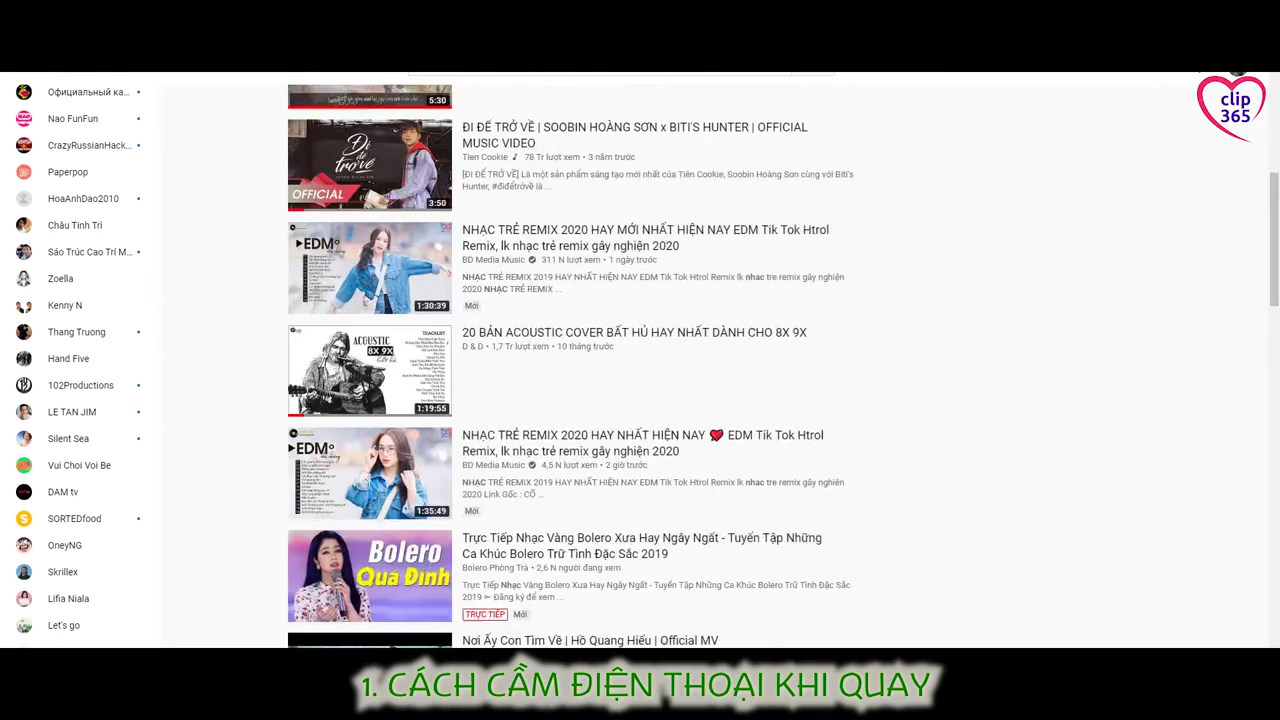 clip
365
Официальный ка...
Nao FunFun
CrazyRussianHack...
Paperpop
HoaAnhDao2010
Châu Tinh Trì
Sáo Trúc Cao Trí M...
Zoella
Kenny N
Thang Truong
Hand Five
102Productions
LE TAN JIM
Silent Sea
Vui Choi Voi Be
DAM tv
SORTEDfood
OneyNG
Skrillex
Lifia Niala
Let's go
5:30
Đi để trở về
OFFICIAL
3:50
ĐI ĐỂ TRỞ VỀ | SOOBIN HOÀNG SƠN x BITI'S HUNTER | OFFICIAL
MUSIC VIDEO
Tien Cookie ♪ 78 Tr lượt xem • 3 năm trước
[ĐI ĐỂ TRỞ VỀ] Là một sản phẩm sáng tạo mới nhất của Tiên Cookie, Soobin Hoàng Sơn cùng với Biti's
Hunter, #điđểtrởvề là ...
EDM
1:30:39
NHẠC TRẺ REMIX 2020 HAY MỚI NHẤT HIỆN NAY EDM Tik Tok Htrol
Remix, lk nhạc trẻ remix gây nghiện 2020
BD Media Music 311 N lượt xem • 1 ngày trước
NHẠC TRẺ REMIX 2019 HAY NHẤT HIỆN NAY EDM Tik Tok Htrol Remix lk nhac tre remix gây nghiện
2020 NHẠC TRẺ REMIX ...
Mới
TRACKLIST
ACOUSTIC
8X 9X
1:19:55
20 BẢN ACOUSTIC COVER BẤT HỦ HAY NHẤT DÀNH CHO 8X 9X
D & D • 1,7 Tr lượt xem • 10 tháng trước
EDM
1:35:49
NHẠC TRẺ REMIX 2020 HAY NHẤT HIỆN NAY 💘 EDM Tik Tok Htrol
Remix, lk nhạc trẻ remix gây nghiện 2020
BD Media Music 4,5 N lượt xem • 2 giờ trước
NHẠC TRẺ REMIX 2019 HAY NHẤT HIỆN NAY EDM Tik Tok Htrol Remix lk nhac tre remix gây nghiên
2020 Link Gốc : CỐ ...
Mới
Bolero
Quá Đỉnh
Trực Tiếp Nhạc Vàng Bolero Xưa Hay Ngây Ngất - Tuyển Tập Những
Ca Khúc Bolero Trữ Tình Đặc Sắc 2019
Bolero Phòng Trà • 2,6 N người đang xem
Trực Tiếp Nhạc Vàng Bolero Xưa Hay Ngây Ngất - Tuyển Tập Những Ca Khúc Bolero Trữ Tình Đặc Sắc
2019 ➣ Đăng ký để xem ...
TRỰC TIẾP Mới
Nơi Ấy Con Tìm Về | Hồ Quang Hiếu | Official MV
1. CÁCH CẦM ĐIỆN THOẠI KHI QUAY